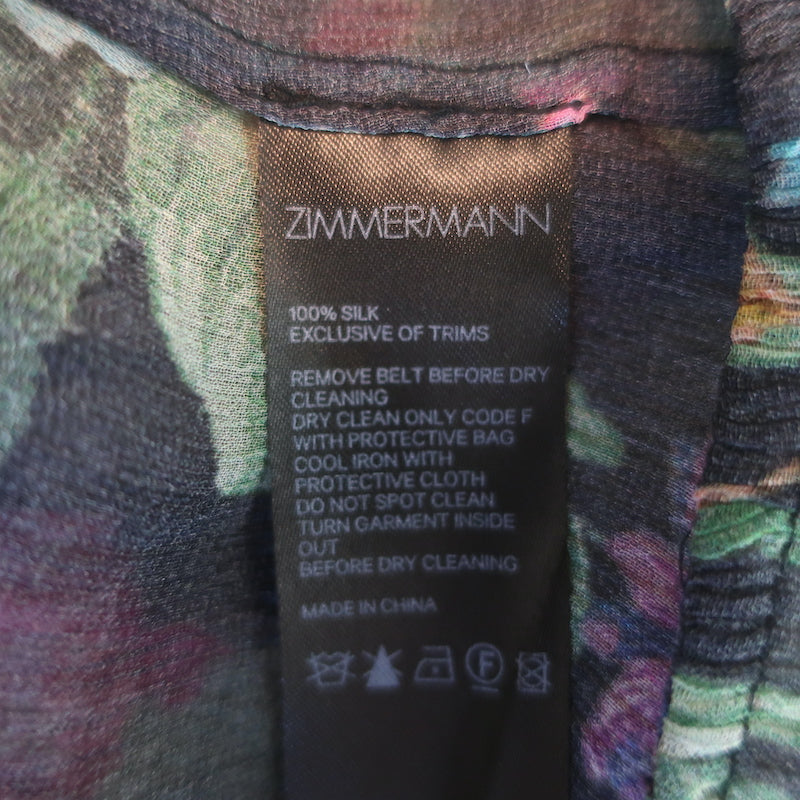 ZIMMERMANN
100% SILK
EXCLUSIVE OF TRIMS
REMOVE BELT BEFORE DRY
CLEANING
DRY CLEAN ONLY CODE F
WITH PROTECTIVE BAG
COOL IRON WITH
PROTECTIVE CLOTH
DO NOT SPOT CLEAN
TURN GARMENT INSIDE
OUT
BEFORE DRY CLEANING
MADE IN CHINA
F